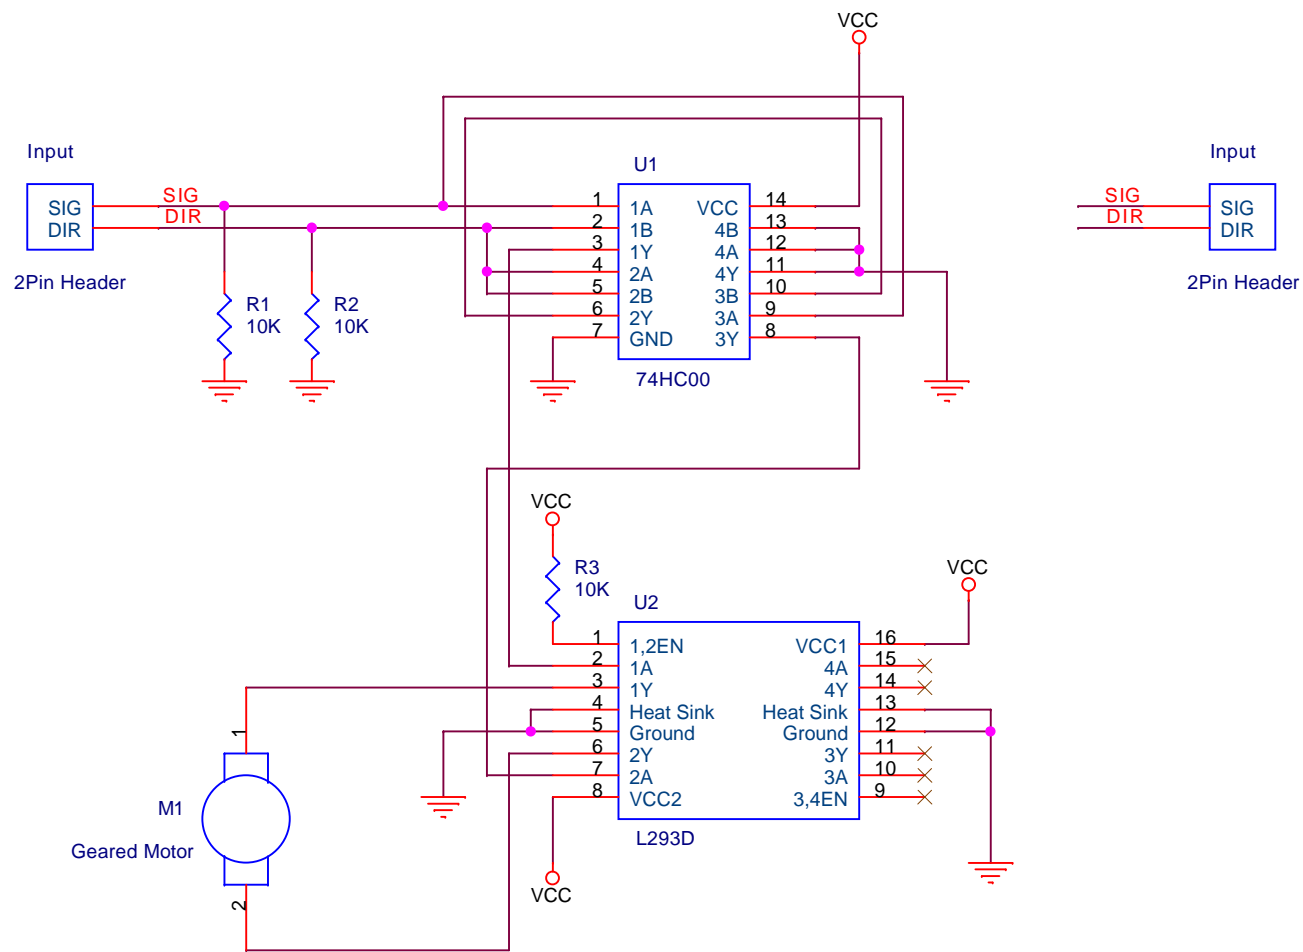 VCC
Input
Input
U1
SIG
DIR
SIG
DIR
SIG
DIR
SIG
DIR
2Pin Header
2Pin Header
1 1A VCC 14
2 1B 4B 13
3 1Y 4A 12
4 2A 4Y 11
5 2B 3B 10
6 2Y 3A 9
7 GND 3Y 8
74HC00
R1
10K
R2
10K
VCC
R3
10K
VCC
U2
1 1,2EN VCC1 16
2 1A 4A 15
3 1Y 4Y 14
4 Heat Sink Heat Sink 13
5 Ground Ground 12
6 2Y 3Y 11
7 2A 3A 10
8 VCC2 3,4EN 9
L293D
1
M1
Geared Motor
2
VCC